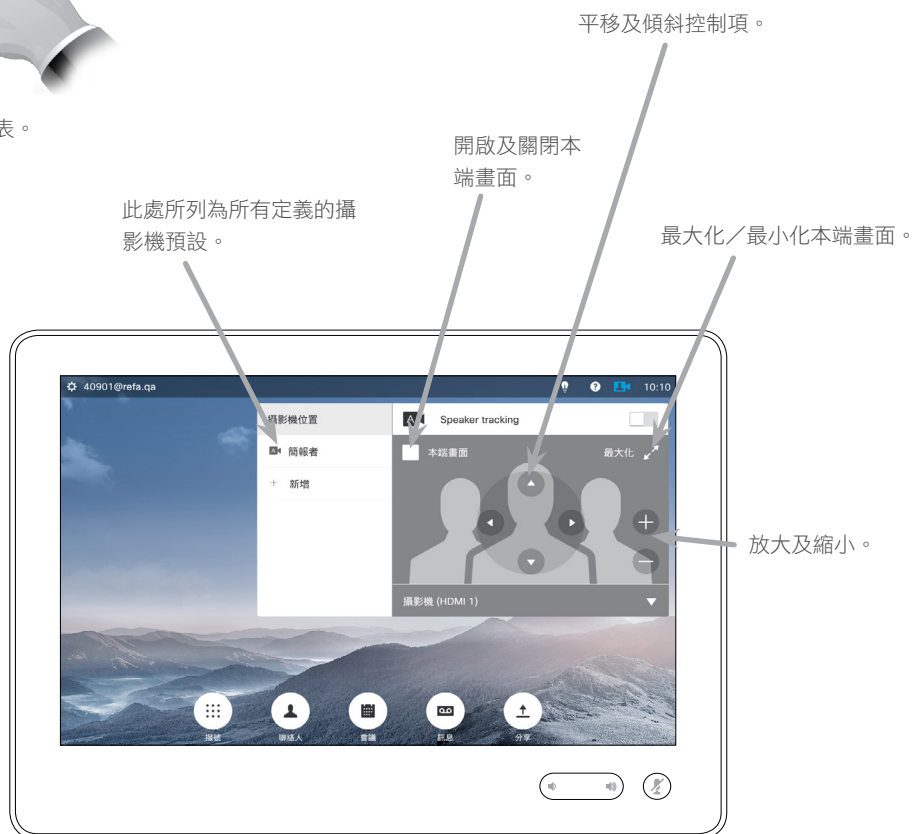 平移及傾斜控制項。
表。
開啟及關閉本
端畫面。
此處所列為所有定義的攝
影機預設。
最大化／最小化本端畫面。
40901@refa.qa
10:10
攝影機位置
Speaker tracking
簡報者
本端畫面
最大化
新增
放大及縮小。
攝影機 (HDMI 1)
撥號
聯絡人
會議
訊息
分享